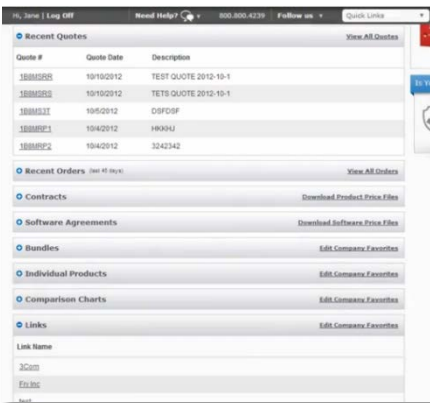 Hi, Jane | Log Off Need Help? 800.800.4239 Follow us Quick Links
Recent Quotes View All Quotes
Quote # Quote Date Description
1B8MSRR 10/10/2012 TEST QUOTE 2012-10-1
1B8MSRS 10/10/2012 TETS QUOTE 2012-10-1
1B8MS3T 10/5/2012 DSFDSF
1B8MRP1 10/4/2012 HKKHJ
1B8MRP2 10/4/2012 3242342
Recent Orders (last 45 days) View All Orders
Contracts Download Product Price Files
Software Agreements Download Software Price Files
Bundles Edit Company Favorites
Individual Products Edit Company Favorites
Comparison Charts Edit Company Favorites
Links Edit Company Favorites
Link Name
3Com
test